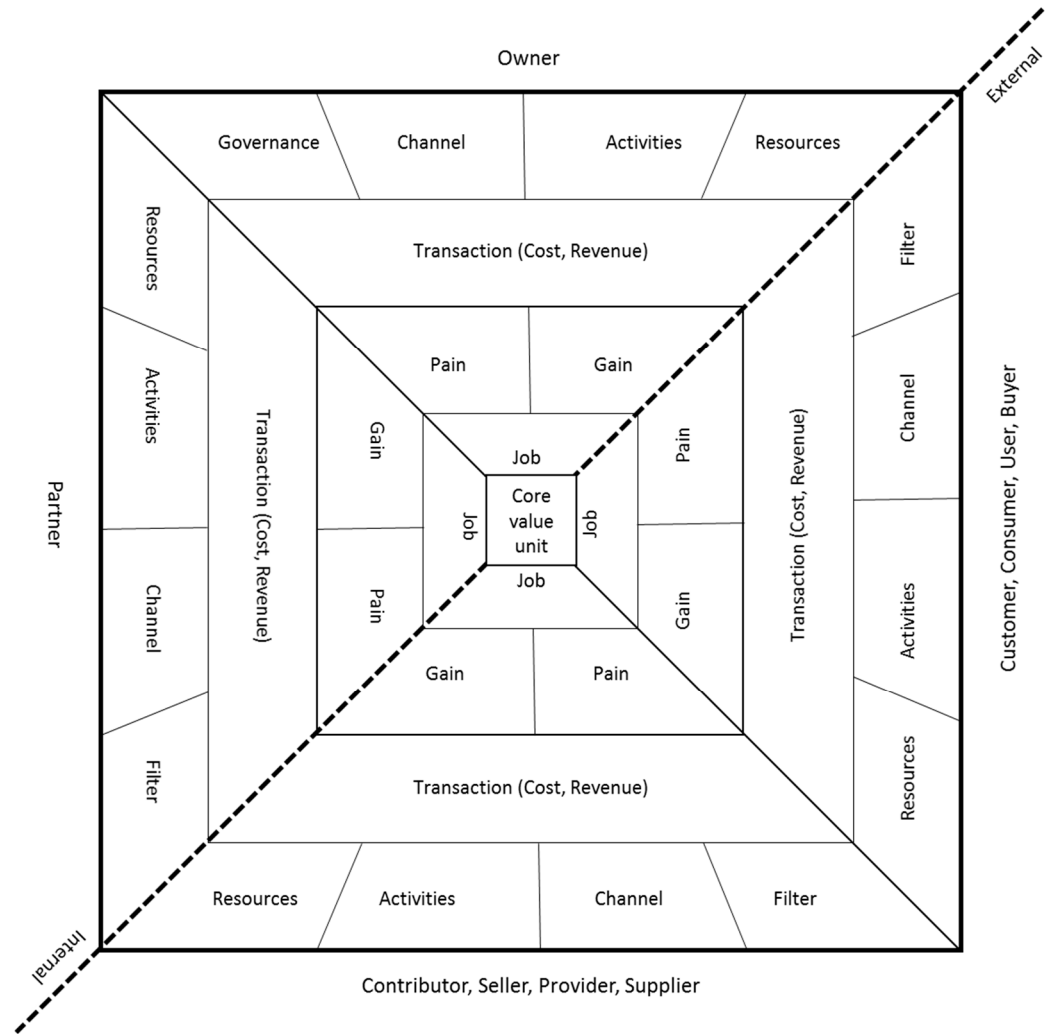 Owner
External
Governance
Channel
Activities
Resources
Transaction (Cost, Revenue)
Pain
Gain
Job
Partner
Resources
Activities
Channel
Filter
Transaction (Cost, Revenue)
Gain
Pain
Job
Core
value
unit
Job
Pain
Gain
Transaction (Cost, Revenue)
Filter
Channel
Activities
Resources
Customer, Consumer, User, Buyer
Job
Gain
Pain
Transaction (Cost, Revenue)
Resources
Activities
Channel
Filter
Internal
Contributor, Seller, Provider, Supplier